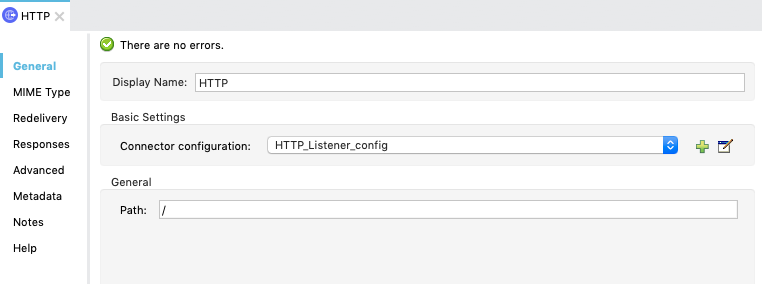 HTTP
There are no errors.
General
MIME Type
Redelivery
Responses
Advanced
Metadata
Notes
Help
Display Name: HTTP
Basic Settings
Connector configuration: HTTP_Listener_config
General
Path: /